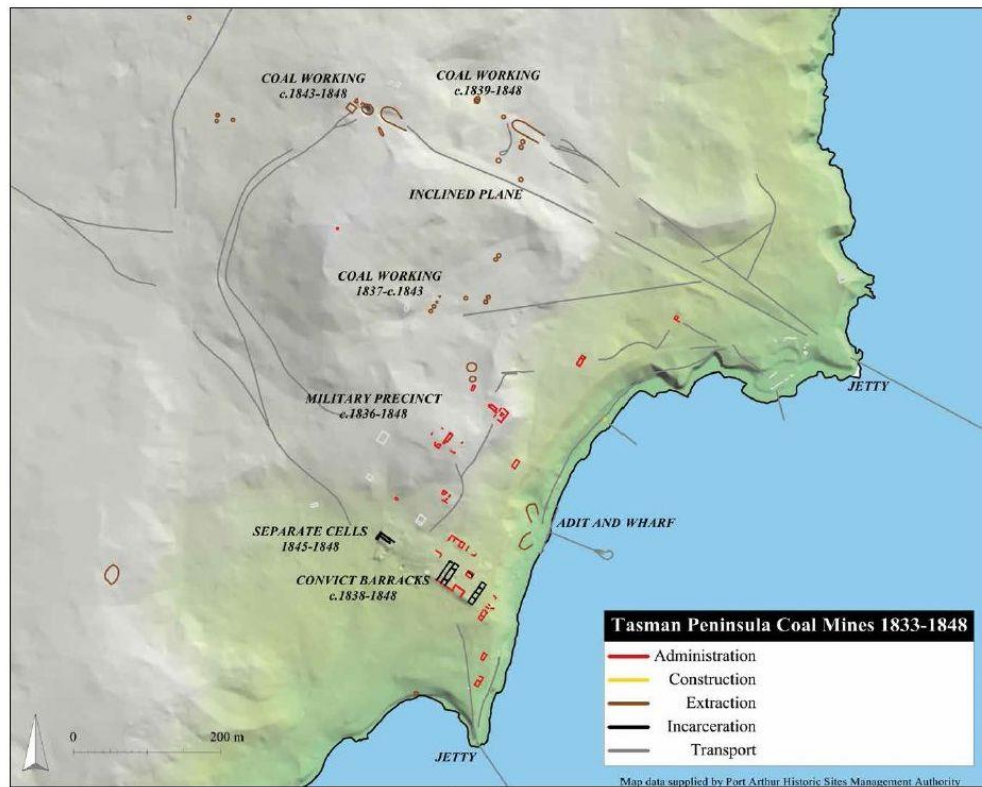 COAL WORKING
c.1843-1848
COAL WORKING
c.1839-1848
INCLINED PLANE
COAL WORKING
1837-c.1843
MILITARY PRECINCT
c.1836-1848
JETTY
SEPARATE CELLS
1845-1848
ADIT AND WHARF
CONVICT BARRACKS
c.1838-1848
JETTY
0 200 m
Tasman Peninsula Coal Mines 1833-1848
Administration
Construction
Extraction
Incarceration
Transport
Map data supplied by Port Arthur Historic Sites Management Authority